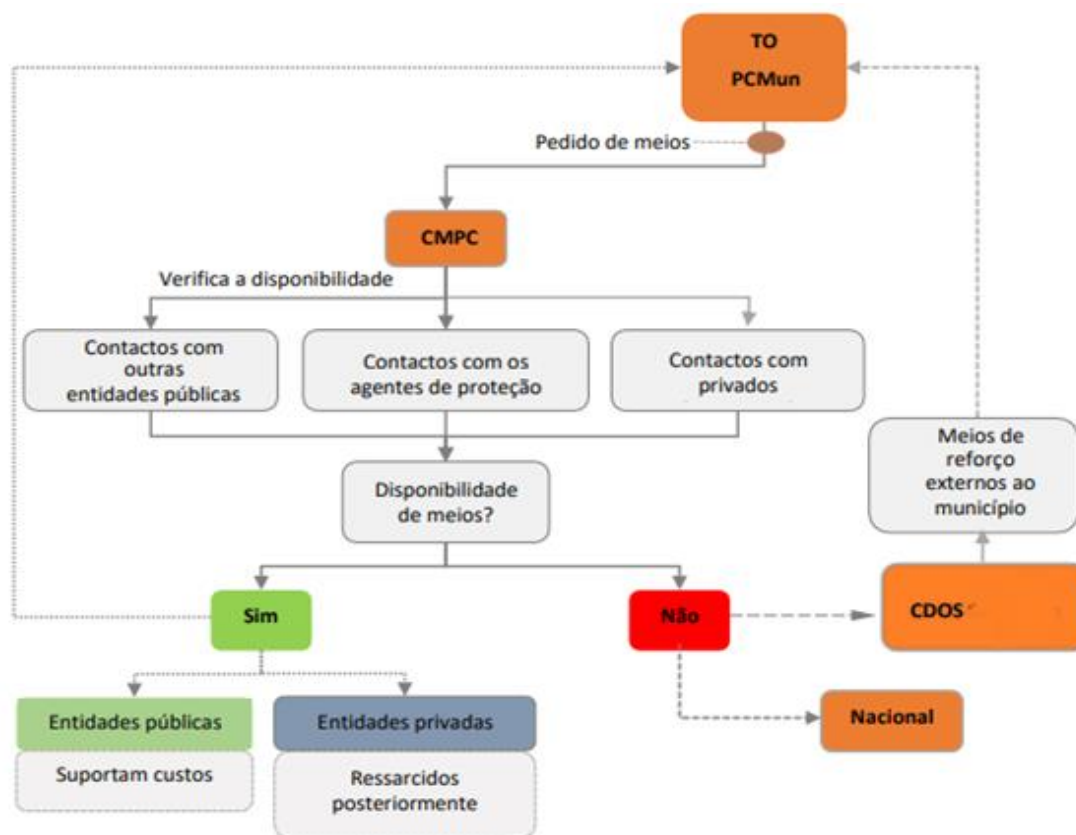 TO
PCMun
Pedido de meios
CMPC
Verifica a disponibilidade
Contactos com
outras
entidades públicas
Contactos com os
agentes de proteção
Contactos com
privados
Meios de
reforço
externos ao
município
Disponibilidade
de meios?
Sim
Não
CDOS
Entidades públicas
Entidades privadas
Nacional
Suportam custos
Ressarcidos
posteriormente